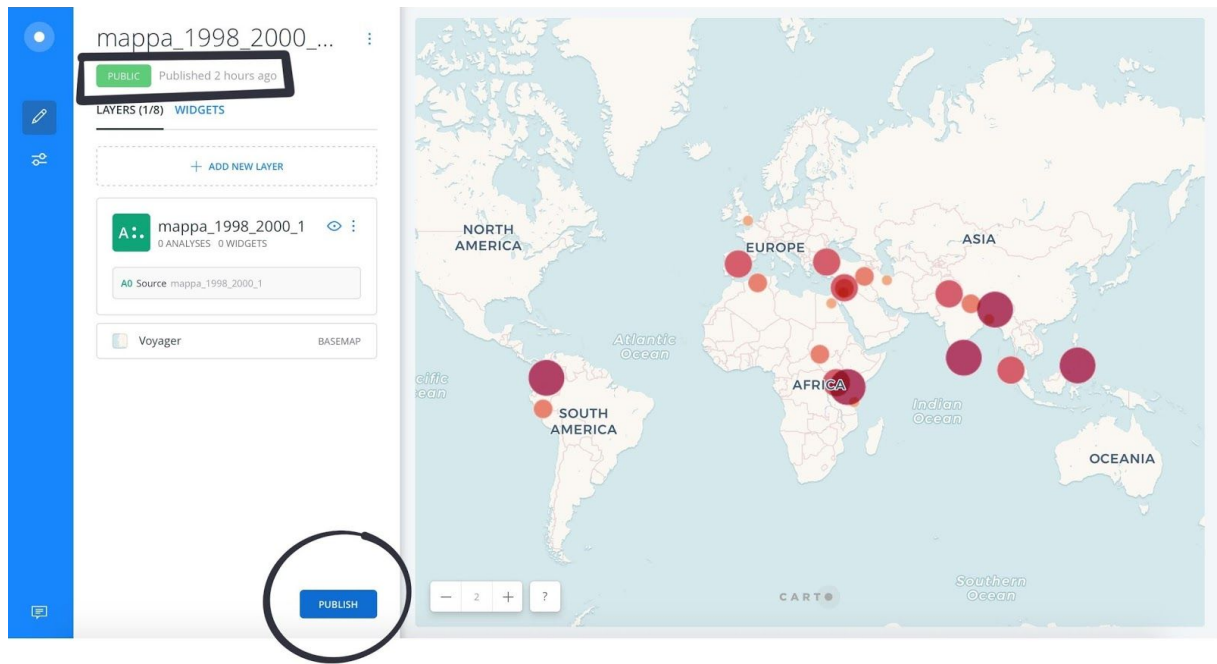 mappa_1998_2000_...
PUBLIC Published 2 hours ago
LAYERS (1/8) WIDGETS
+ ADD NEW LAYER
A
mappa_1998_2000_1
0 ANALYSES 0 WIDGETS
A0 Source mappa_1998_2000_1
Voyager BASEMAP
PUBLISH
NORTH
AMERICA
EUROPE
ASIA
Atlantic
Ocean
AFRICA
cific
ean
SOUTH
AMERICA
Indian
Ocean
OCEANIA
Southern
Ocean
− 2 + ?
CARTO